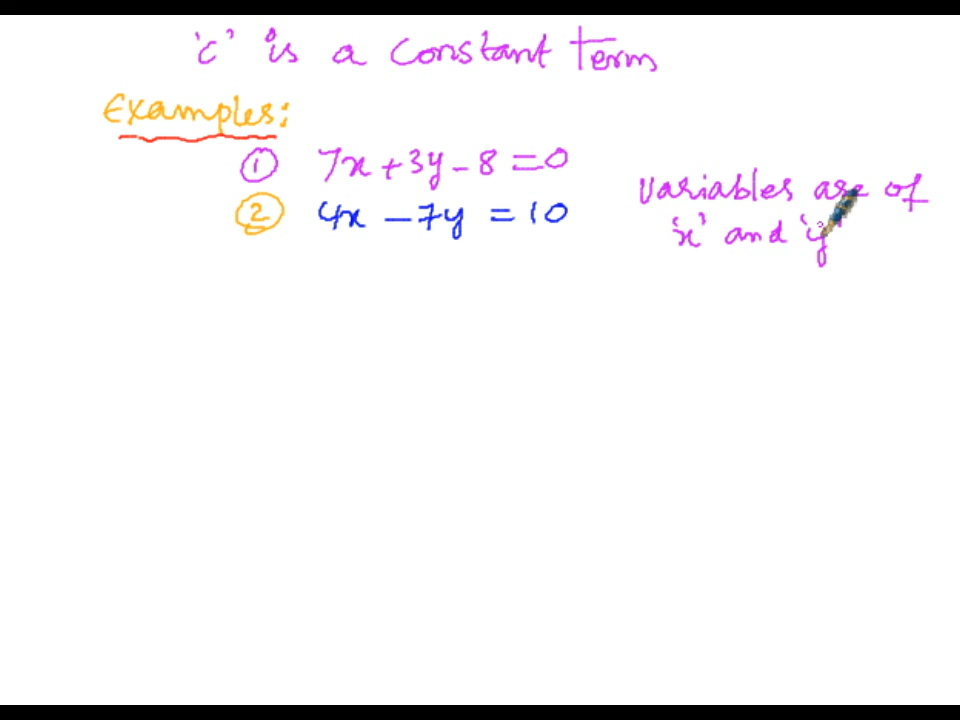 'c' is a constant term
Examples:
① 7x + 3y - 8 = 0
② 4x - 7y = 10
variables are of
'x' and 'y'